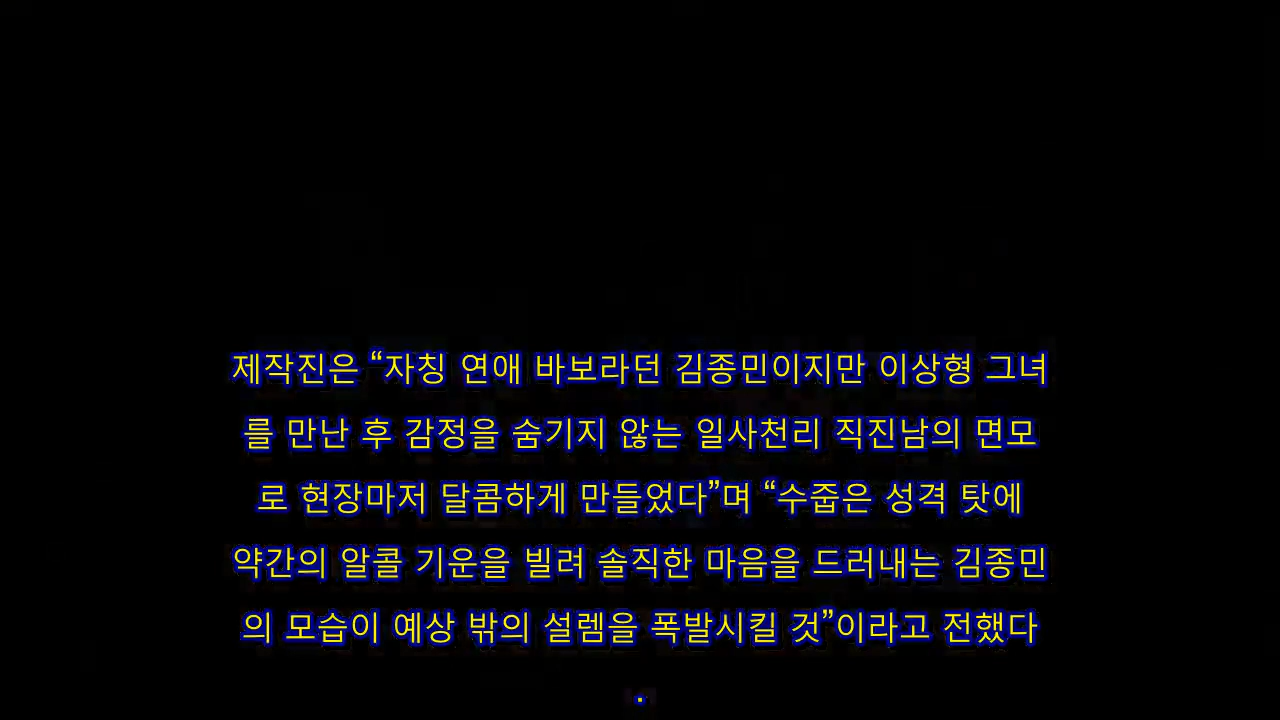 제작진은 “자칭 연애 바보라던 김종민이지만 이상형 그녀
를 만난 후 감정을 숨기지 않는 일사천리 직진남의 면모
로 현장마저 달콤하게 만들었다”며 “수줍은 성격 탓에
약간의 알콜 기운을 빌려 솔직한 마음을 드러내는 김종민
의 모습이 예상 밖의 설렘을 폭발시킬 것”이라고 전했다
.